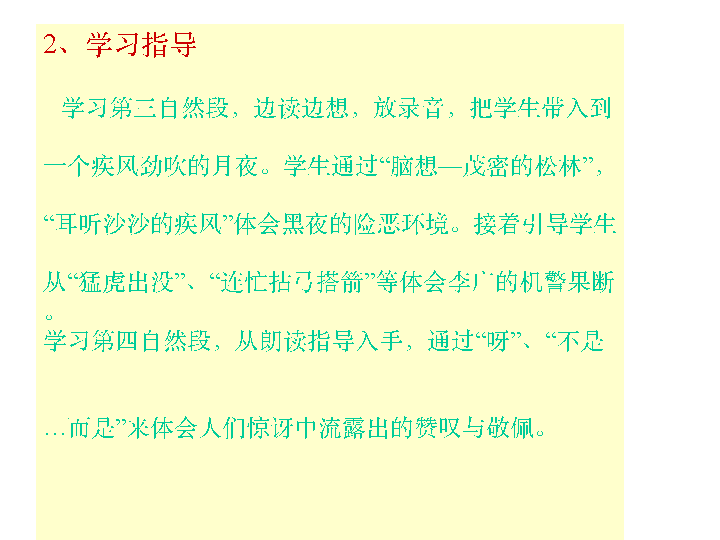 2、学习指导
学习第三自然段，边读边想，放录音，把学生带入到
一个疾风劲吹的月夜。学生通过“脑想—茂密的松林”，
“耳听沙沙的疾风”体会黑夜的险恶环境。接着引导学生
从“猛虎出没”、“连忙拈弓搭箭”等体会李广的机警果断
。
学习第四自然段，从朗读指导入手，通过“呀”、“不是
…而是”来体会人们惊讶中流露出的赞叹与敬佩。